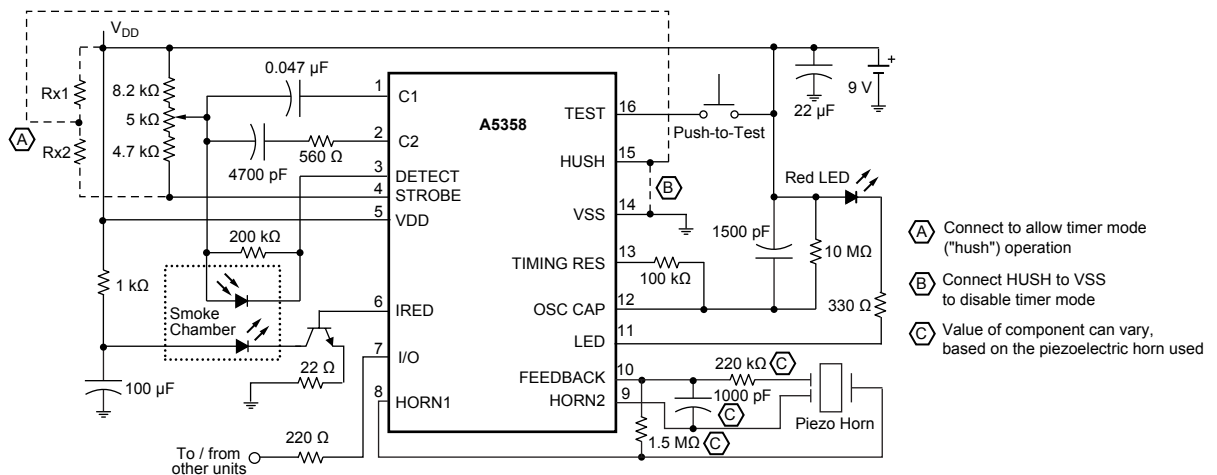 V_DD
0.047 µF
Rx1
8.2 kΩ
5 kΩ
4.7 kΩ
Rx2
A
4700 pF
560 Ω
200 kΩ
1 kΩ
Smoke
Chamber
22 Ω
100 µF
220 Ω
To / from
other units
1
2
3
4
5
6
7
8
C1
C2
DETECT
STROBE
VDD
IRED
I/O
HORN1
A5358
TEST
HUSH
VSS
TIMING RES
OSC CAP
LED
FEEDBACK
HORN2
16
15
14
13
12
11
10
9
Push-to-Test
22 µF
9 V
+
B
Red LED
1500 pF
10 MΩ
100 kΩ
330 Ω
220 kΩ C
1000 pF
C
1.5 MΩ C
Piezo Horn
A Connect to allow timer mode
("hush") operation
B Connect HUSH to VSS
to disable timer mode
C Value of component can vary,
based on the piezoelectric horn used